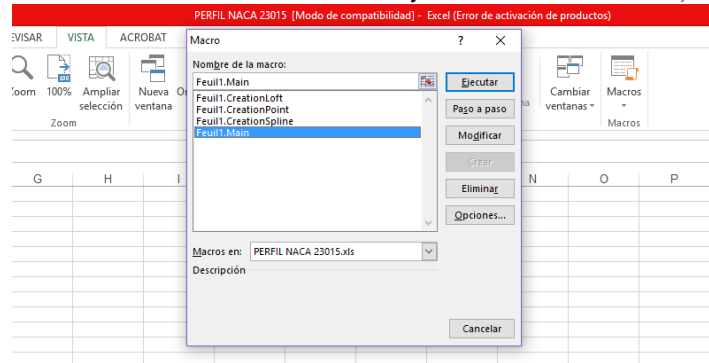 PERFIL NACA 23015 [Modo de compatibilidad] - Excel (Error de activación de productos)
VISTA ACROBAT
100% Ampliar selección
Nueva ventana
Zoom
Macro ? X
Nombre de la macro:
Feuil1.Main
Feuil1.CreationLoft
Feuil1.CreationPoint
Feuil1.CreationSpline
Feuil1.Main
Ejecutar
Paso a paso
Modificar
Crear
Eliminar
Opciones...
Macros en: PERFIL NACA 23015.xls
Descripción
Cancelar
Cambiar ventanas
Macros
Macros
G H I N O P